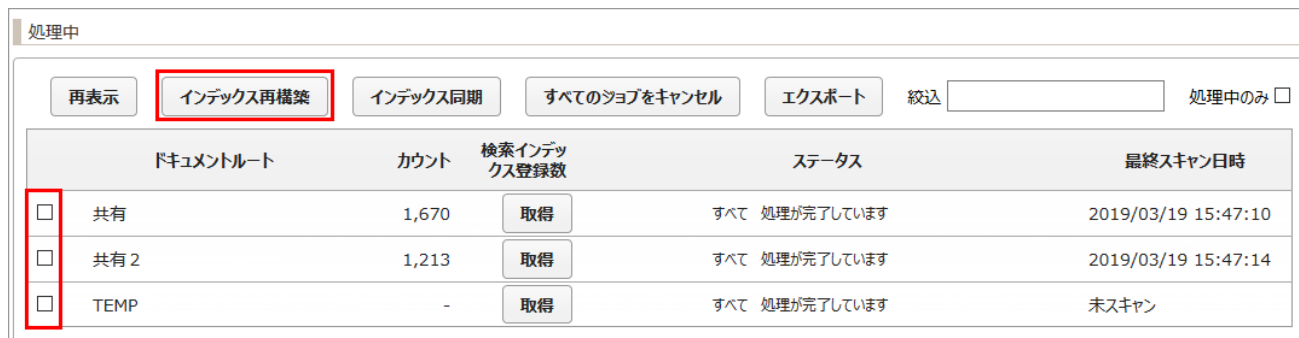 処理中
再表示 インデックス再構築 インデックス同期 すべてのジョブをキャンセル エクスポート 絞込 処理中のみ
ドキュメントルート カウント 検索インデッ
クス登録数 ステータス 最終スキャン日時
共有 1,670 取得 すべて 処理が完了しています 2019/03/19 15:47:10
共有2 1,213 取得 すべて 処理が完了しています 2019/03/19 15:47:14
TEMP - 取得 すべて 処理が完了しています 未スキャン